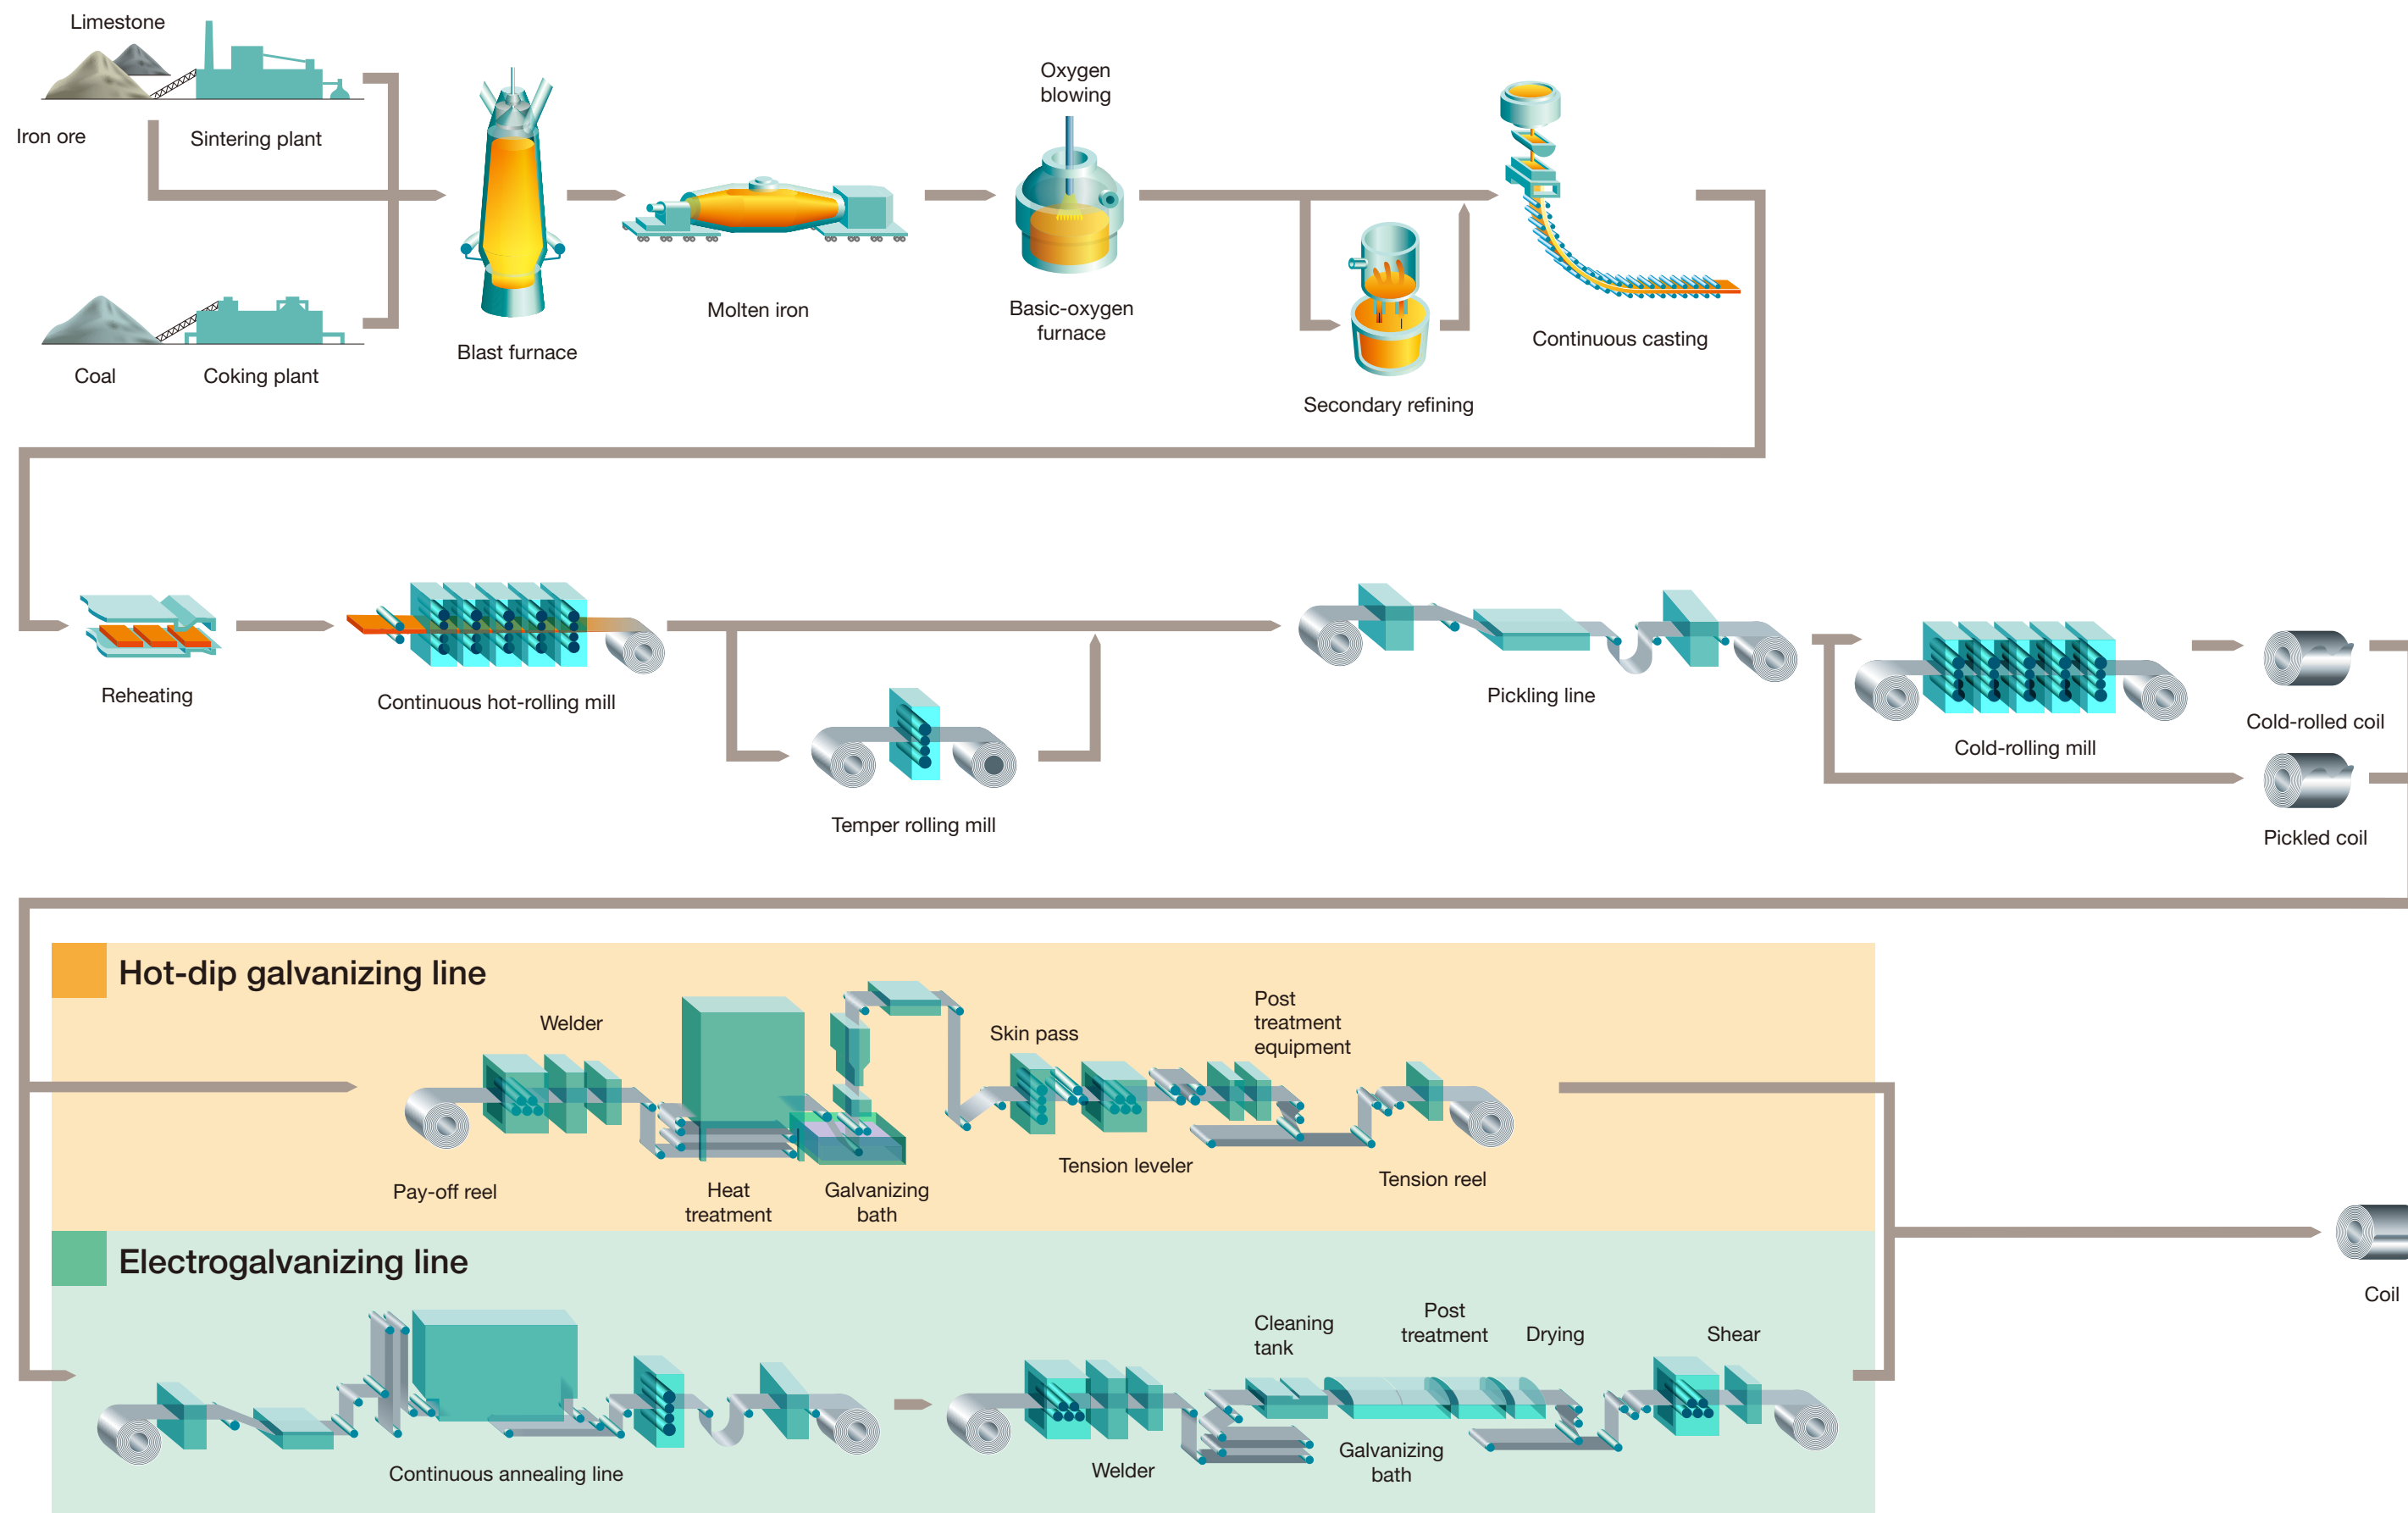 Limestone
Iron ore
Sintering plant
Coal
Coking plant
Blast furnace
Molten iron
Oxygen
blowing
Basic-oxygen
furnace
Secondary refining
Continuous casting
Reheating
Continuous hot-rolling mill
Temper rolling mill
Pickling line
Cold-rolling mill
Cold-rolled coil
Pickled coil
Hot-dip galvanizing line
Pay-off reel
Welder
Heat
treatment
Galvanizing
bath
Skin pass
Tension leveler
Post
treatment
equipment
Tension reel
Electrogalvanizing line
Continuous annealing line
Welder
Cleaning
tank
Galvanizing
bath
Post
treatment
Drying
Shear
Coil